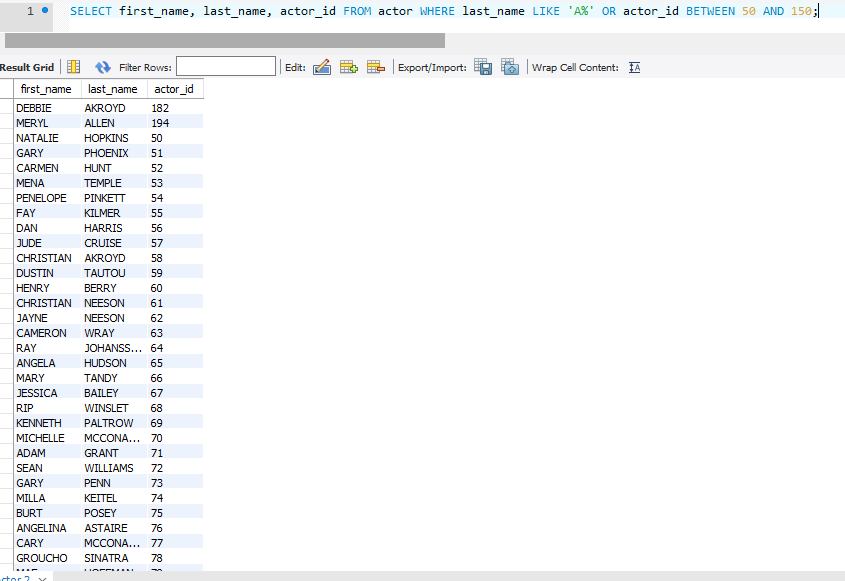 1 SELECT first_name, last_name, actor_id FROM actor WHERE last_name LIKE 'A%' OR actor_id BETWEEN 50 AND 150;
Result Grid Filter Rows: Edit: Export/Import: Wrap Cell Content:
first_name last_name actor_id
DEBBIE AKROYD 182
MERYL ALLEN 194
NATALIE HOPKINS 50
GARY PHOENIX 51
CARMEN HUNT 52
MENA TEMPLE 53
PENELOPE PINKETT 54
FAY KILMER 55
DAN HARRIS 56
JUDE CRUISE 57
CHRISTIAN AKROYD 58
DUSTIN TAUTOU 59
HENRY BERRY 60
CHRISTIAN NEESON 61
JAYNE NEESON 62
CAMERON WRAY 63
RAY JOHANSS... 64
ANGELA HUDSON 65
MARY TANDY 66
JESSICA BAILEY 67
RIP WINSLET 68
KENNETH PALTROW 69
MICHELLE MCCONA... 70
ADAM GRANT 71
SEAN WILLIAMS 72
GARY PENN 73
MILLA KEITEL 74
BURT POSEY 75
ANGELINA ASTAIRE 76
CARY MCCONA... 77
GROUCHO SINATRA 78